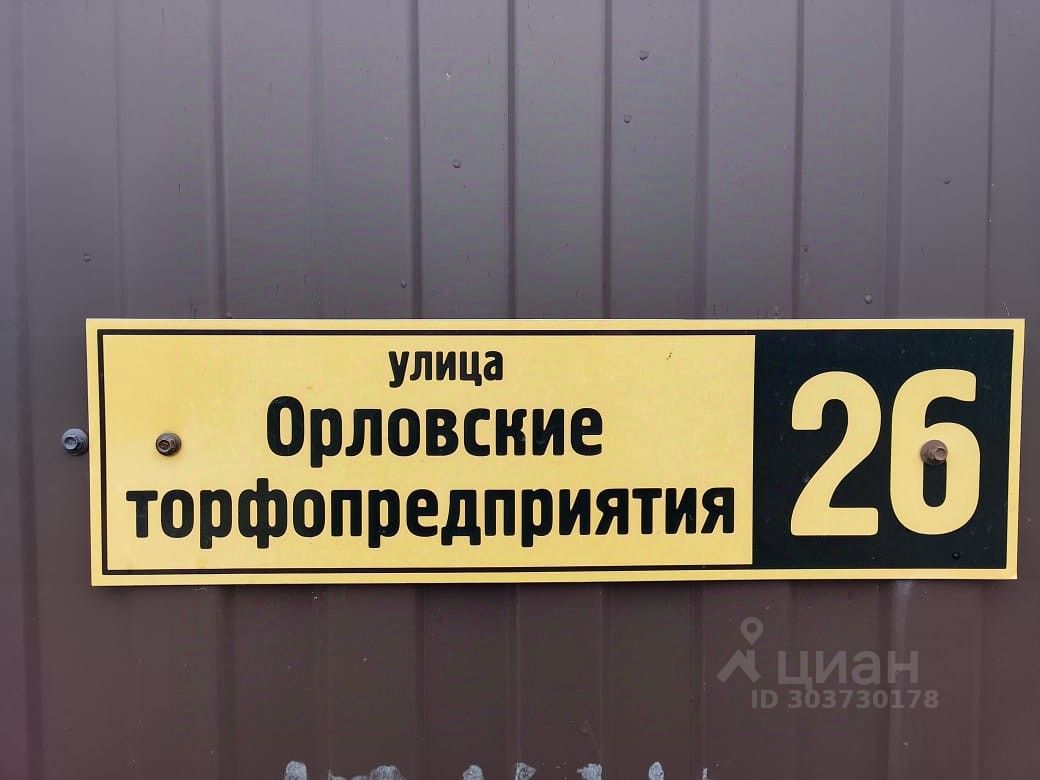 улица
Орловские
торфопредприятия
26
циан
ID 303730178